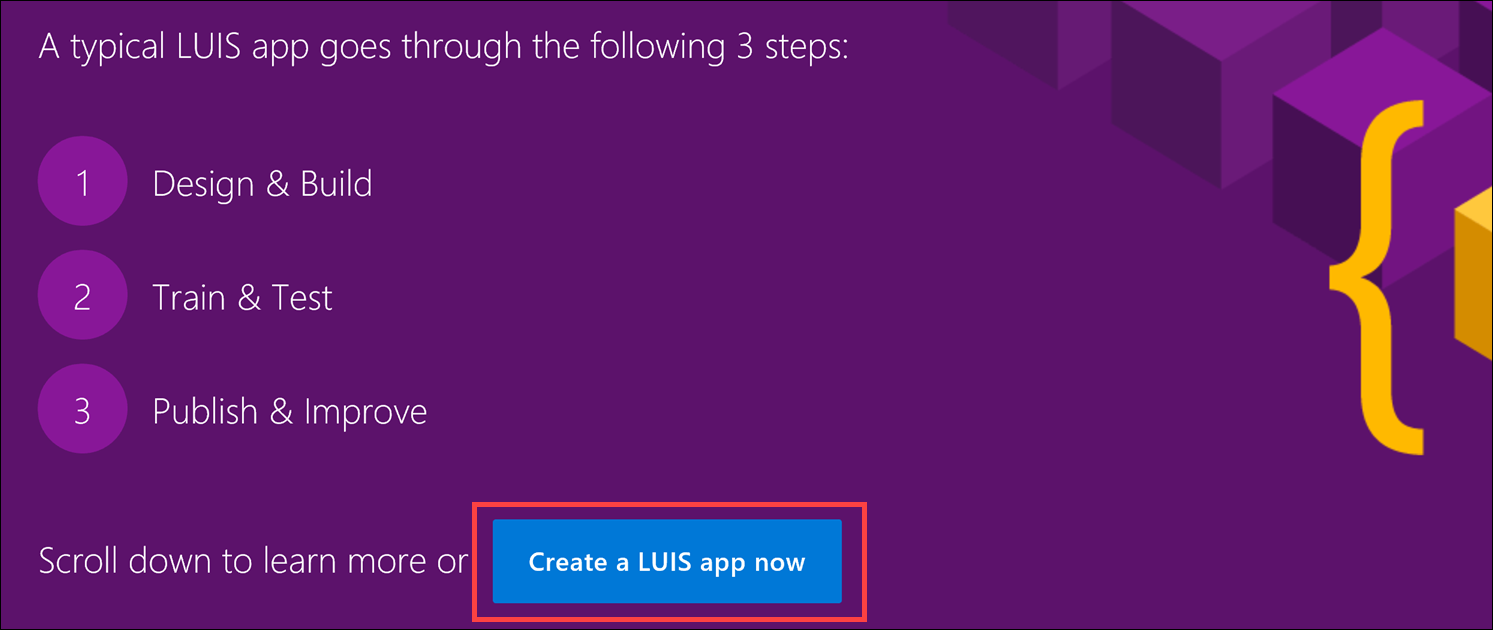 A typical LUIS app goes through the following 3 steps:
1 Design & Build
2 Train & Test
3 Publish & Improve
Scroll down to learn more or Create a LUIS app now